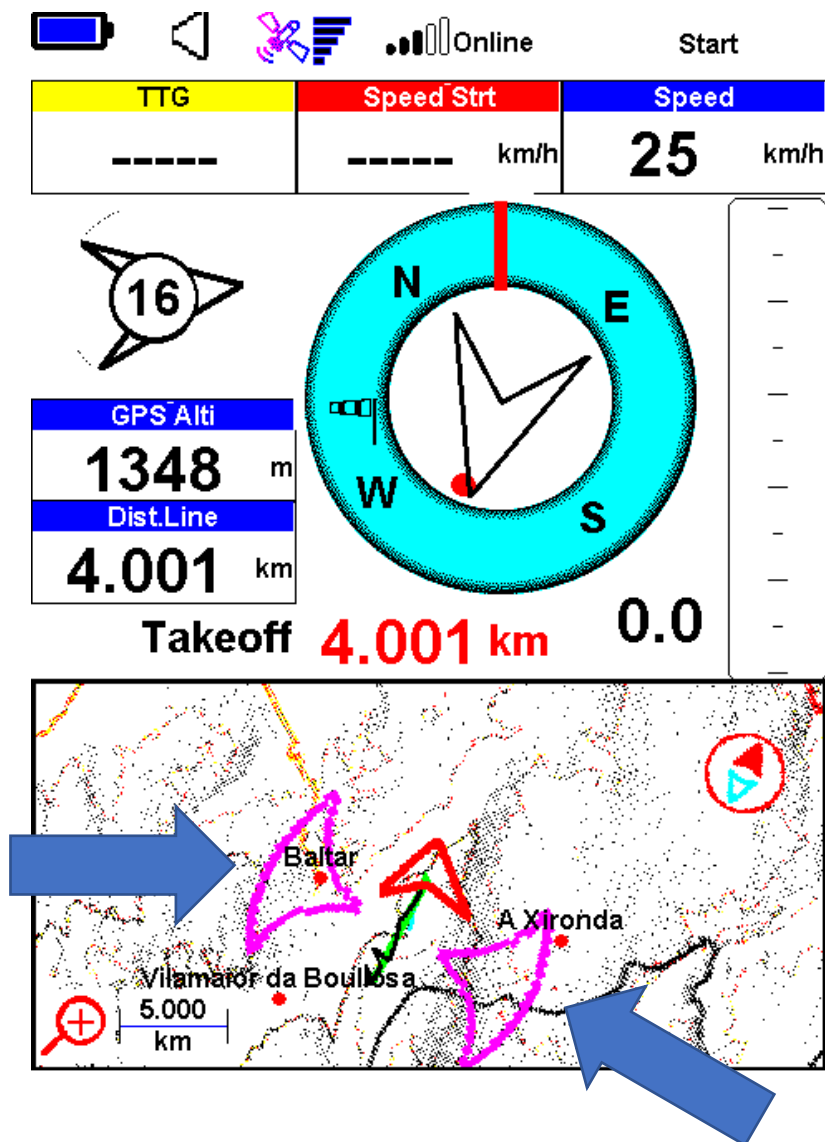 Online
Start
TTG
Speed-Strt
Speed
-----
----- km/h
25 km/h
16
N
E
W
S
GPS-Alti
1348 m
Dist.Line
4.001 km
Takeoff 4.001 km
0.0
Baltar
A Xironda
Vilamaior da Boullosa
5.000
km